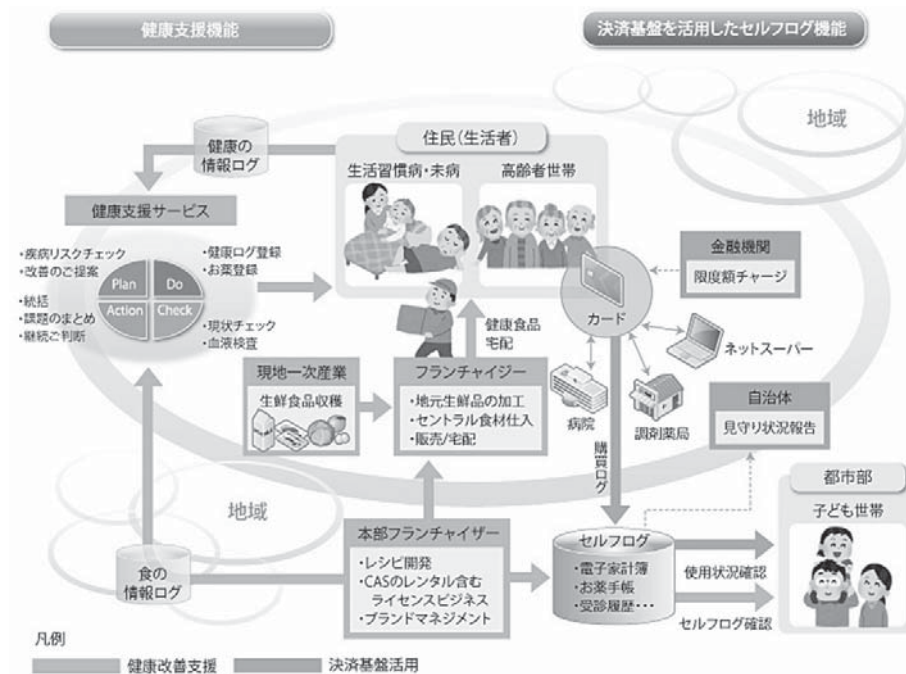 健康支援機能
決済基盤を活用したセルフログ機能
地域
住民（生活者）
生活習慣病・未病
高齢者世帯
健康の
情報ログ
健康支援サービス
・疾病リスクチェック
・改善のご提案
・健康ログ登録
・お薬登録
Plan
Do
Action
Check
・統括
・課題のまとめ
・継続ご判断
・現状チェック
・血液検査
金融機関
限度額チャージ
カード
ネットスーパー
病院
調剤薬局
健康食品
宅配
現地一次産業
生鮮食品収穫
フランチャイジー
・地元生鮮品の加工
・セントラル食材仕入
・販売/宅配
自治体
見守り状況報告
購買ログ
都市部
子ども世帯
地域
食の
情報ログ
本部フランチャイザー
・レシピ開発
・CASのレンタル含む
ライセンスビジネス
・ブランドマネジメント
セルフログ
・電子家計簿
・お薬手帳
・受診履歴・・・
使用状況確認
セルフログ確認
凡例
健康改善支援
決済基盤活用